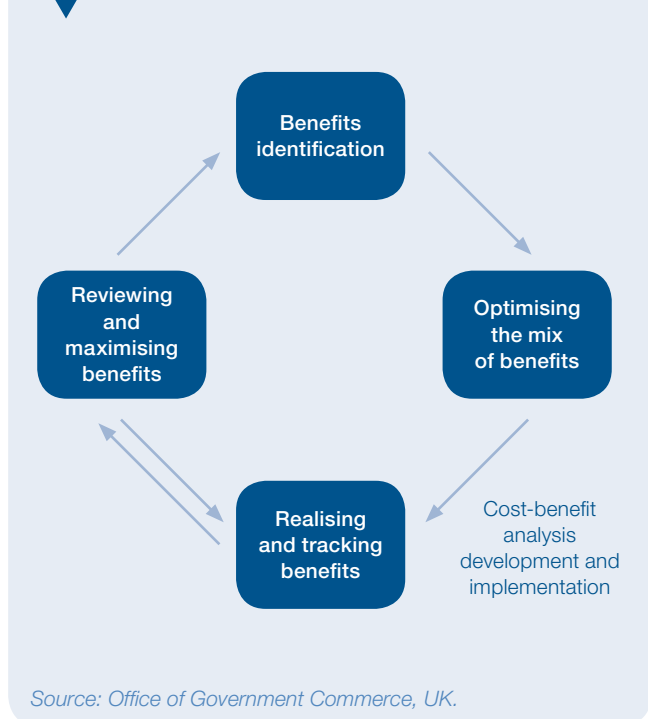 Benefits
identification
Reviewing
and
maximising
benefits
Optimising
the mix
of benefits
Realising
and tracking
benefits
Cost-benefit
analysis
development and
implementation
Source: Office of Government Commerce, UK.